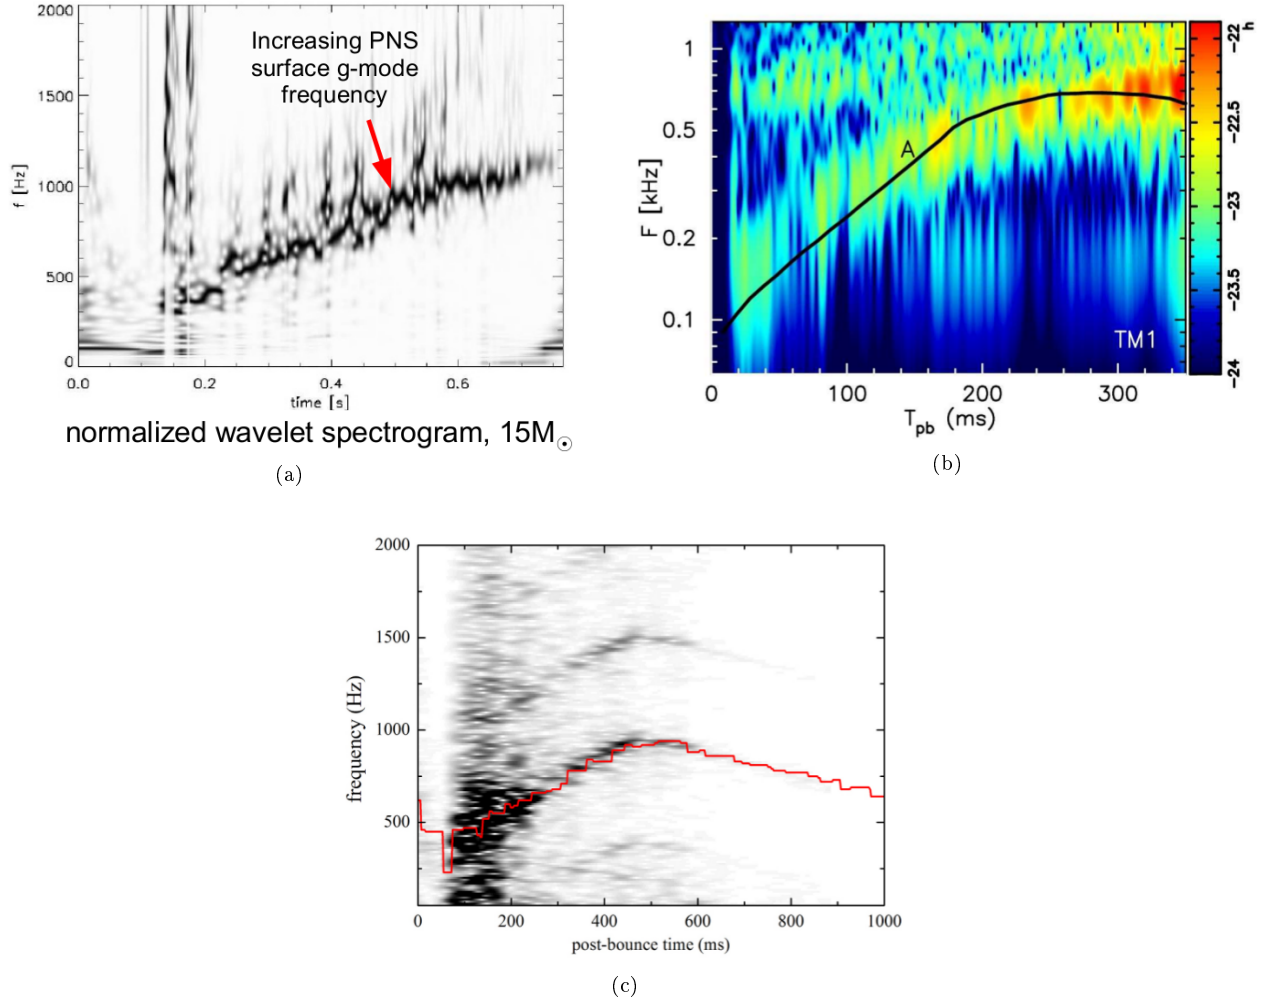 2000
1500
1000
500
0
f [Hz]
Increasing PNS
surface g-mode
frequency
0.0 0.2 0.4 0.6
time [s]
normalized wavelet spectrogram, 15M☉
(a)
1
0.5
0.2
0.1
F [kHz]
A
TM1
0 100 200 300
T_pb (ms)
-22
-22.5
-23
-23.5
-24
h
(b)
2000
1500
1000
500
frequency (Hz)
0 200 400 600 800 1000
post-bounce time (ms)
(c)